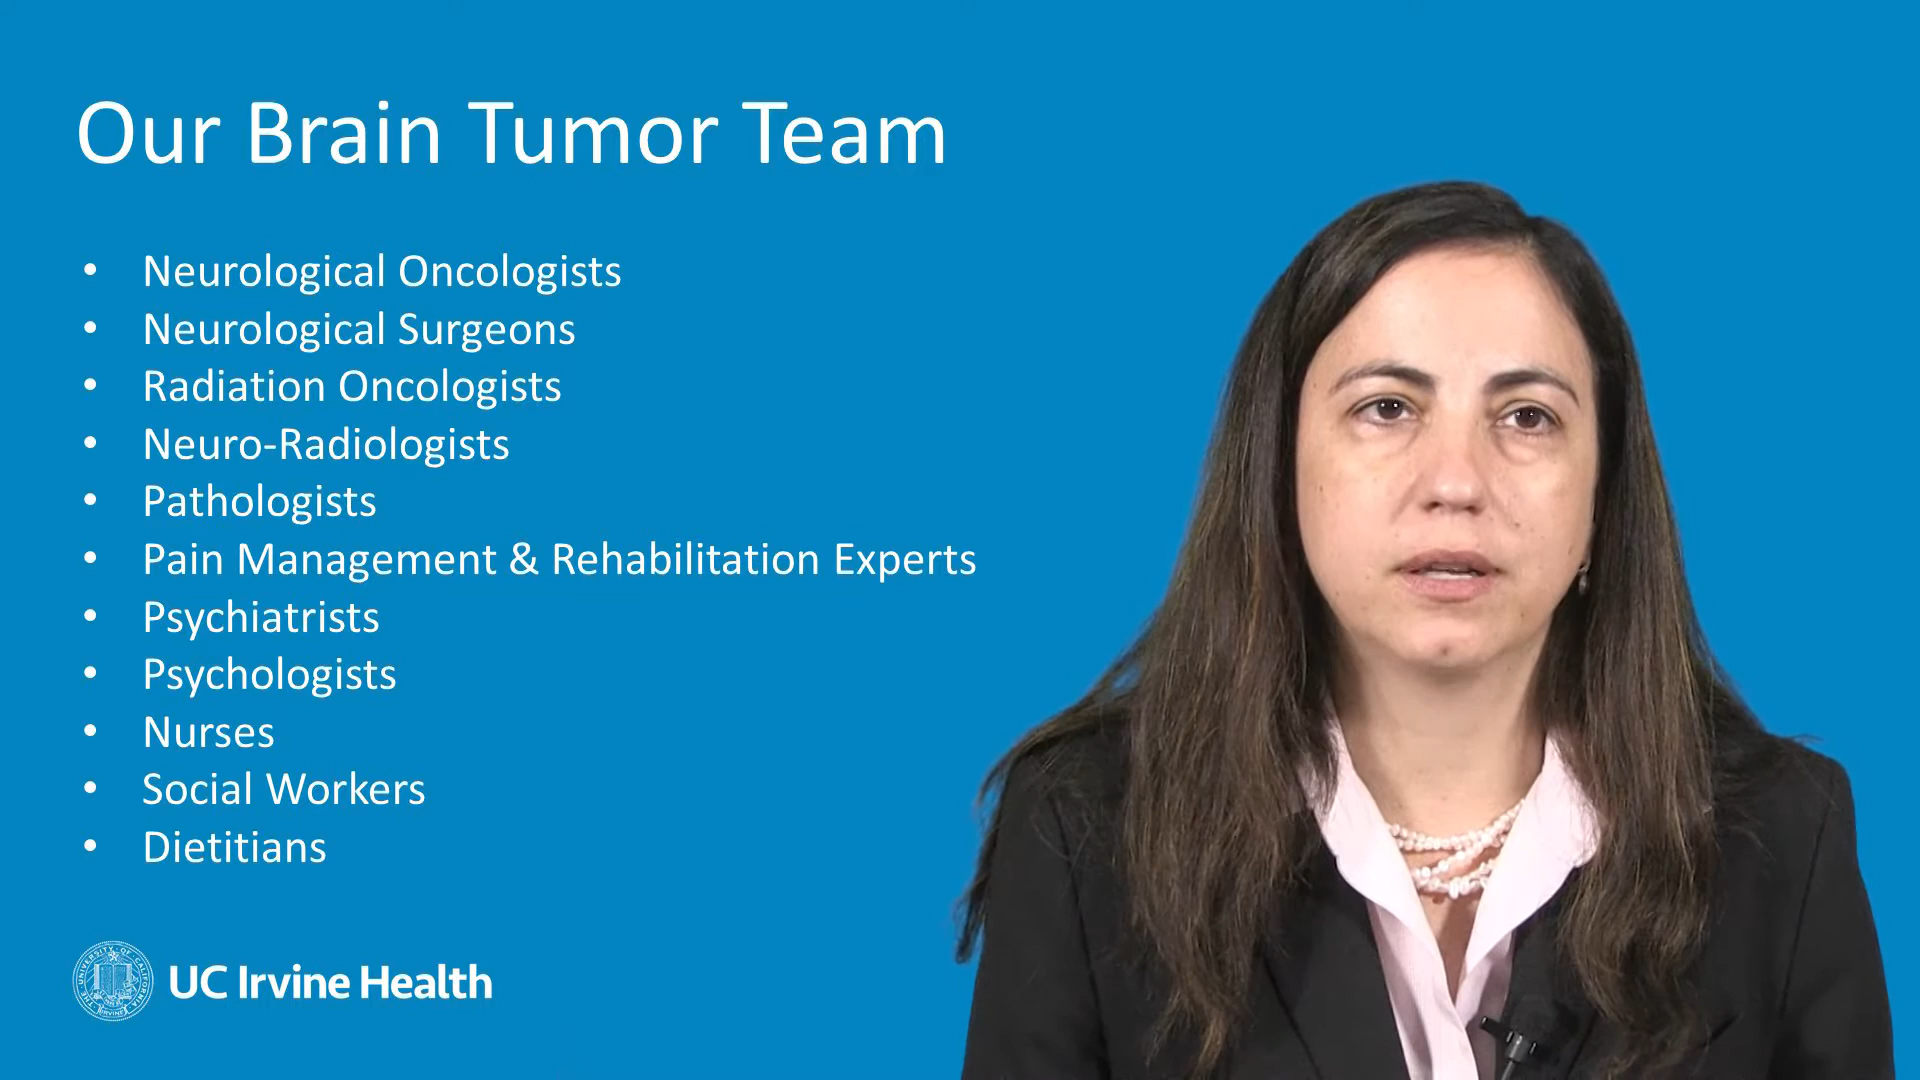 Our Brain Tumor Team
• Neurological Oncologists
• Neurological Surgeons
• Radiation Oncologists
• Neuro-Radiologists
• Pathologists
• Pain Management & Rehabilitation Experts
• Psychiatrists
• Psychologists
• Nurses
• Social Workers
• Dietitians
UC Irvine Health